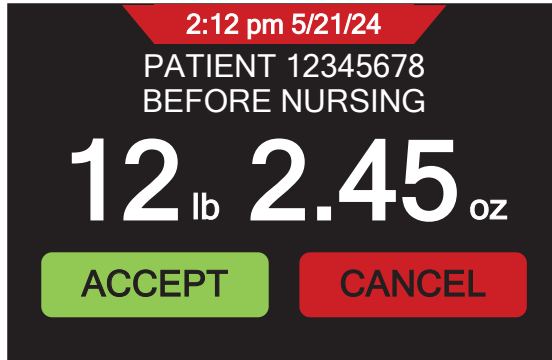 2:12 pm 5/21/24
PATIENT 12345678
BEFORE NURSING
12 lb 2.45 oz
ACCEPT CANCEL